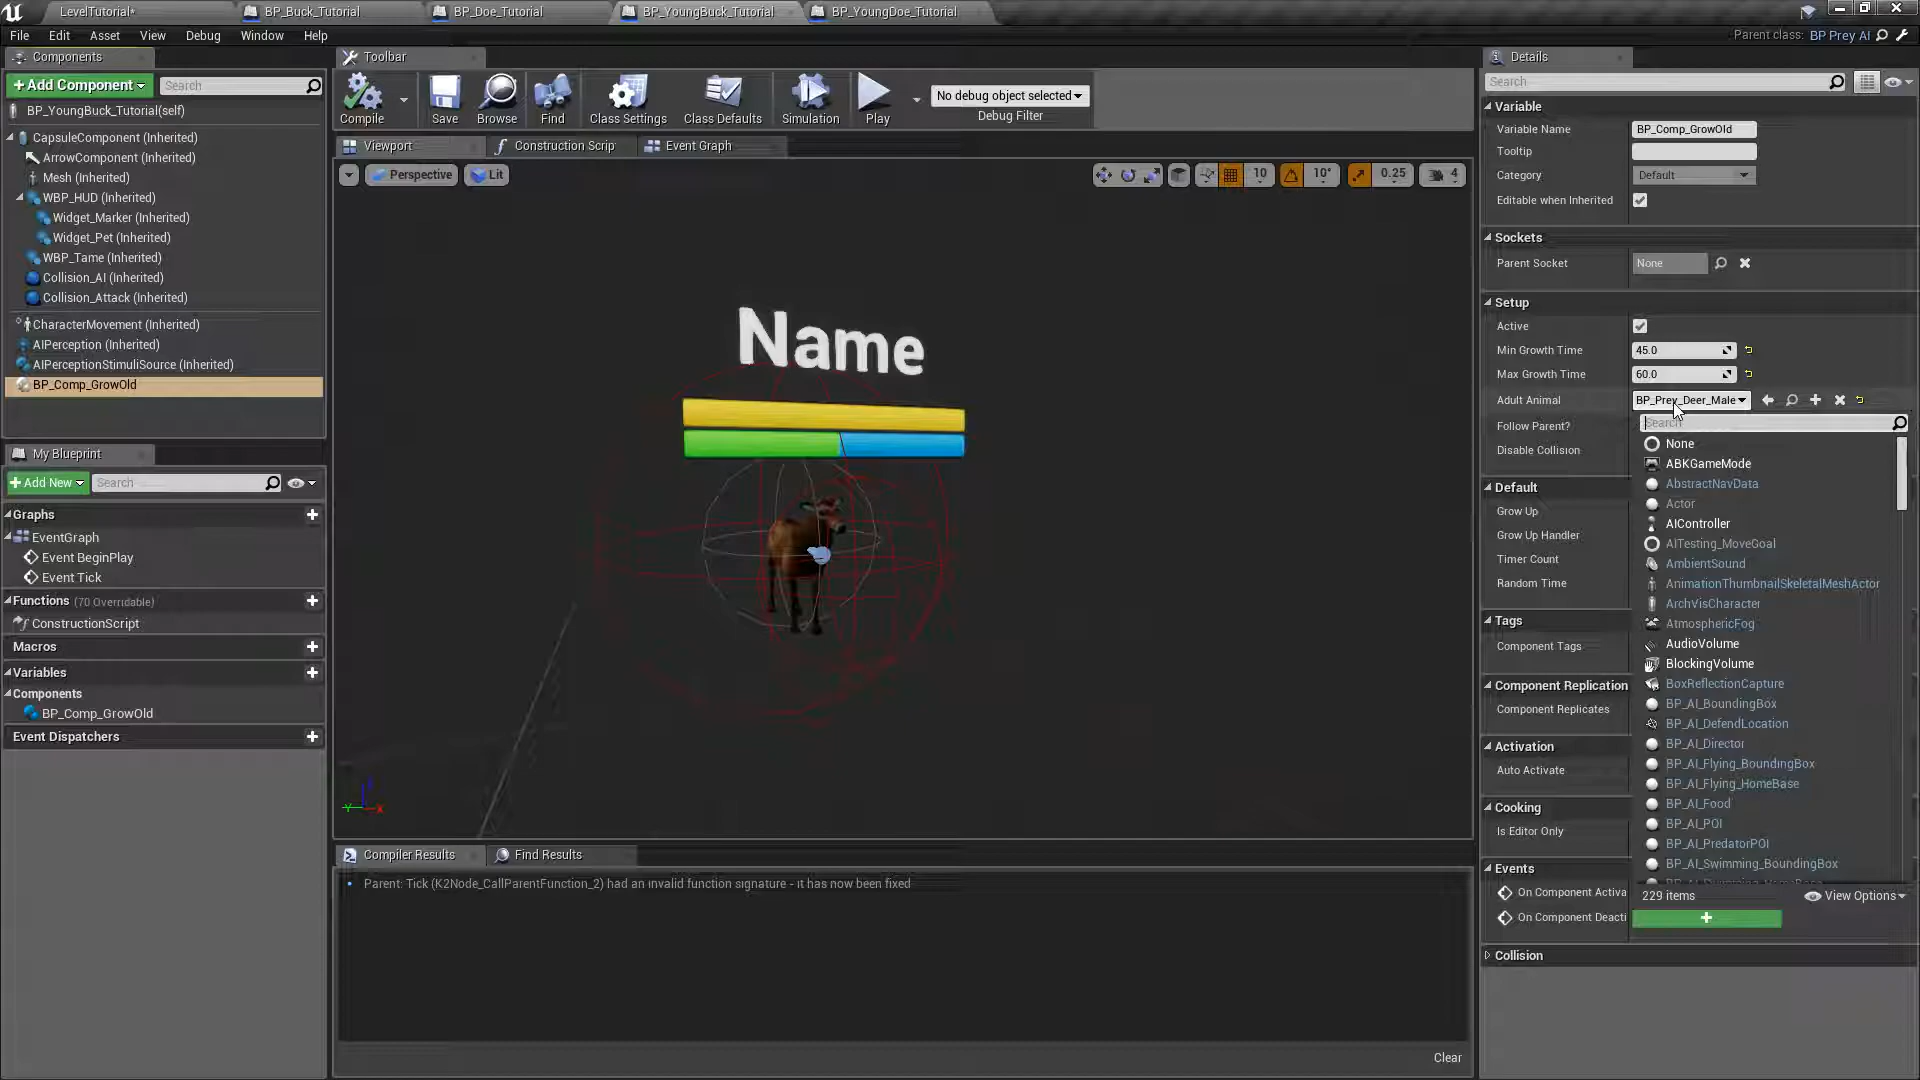 LevelTutorial*
BP_Buck_Tutorial
BP_Doe_Tutorial
BP_YoungBuck_Tutorial
BP_YoungDoe_Tutorial
File Edit Asset View Debug Window Help
Parent class: BP Prey AI
Components
+Add Component
Search
BP_YoungBuck_Tutorial(self)
CapsuleComponent (Inherited)
ArrowComponent (Inherited)
Mesh (Inherited)
WBP_HUD (Inherited)
Widget_Marker (Inherited)
Widget_Pet (Inherited)
WBP_Tame (Inherited)
Collision_AI (Inherited)
Collision_Attack (Inherited)
CharacterMovement (Inherited)
AIPerception (Inherited)
AIPerceptionStimuliSource (Inherited)
BP_Comp_GrowOld
My Blueprint
+Add New
Search
Graphs
EventGraph
Event BeginPlay
Event Tick
Functions (70 Overridable)
ConstructionScript
Macros
Variables
Components
BP_Comp_GrowOld
Event Dispatchers
Toolbar
Compile
Save
Browse
Find
Class Settings
Class Defaults
Simulation
Play
No debug object selected
Debug Filter
Viewport
Construction Scrip
Event Graph
Perspective
Lit
10
10°
0.25
4
Name
Y
X
Compiler Results
Find Results
Parent: Tick (K2Node_CallParentFunction_2) had an invalid function signature - it has now been fixed
Clear
Details
Search
Variable
Variable Name BP_Comp_GrowOld
Tooltip
Category Default
Editable when Inherited
Sockets
Parent Socket None
Setup
Active
Min Growth Time 45.0
Max Growth Time 60.0
Adult Animal BP_Prey_Deer_Male
Follow Parent?
Disable Collision
Default
Grow Up
Grow Up Handler
Timer Count
Random Time
Tags
Component Tags
Component Replication
Component Replicates
Activation
Auto Activate
Cooking
Is Editor Only
Events
On Component Activa
On Component Deacti
Collision
Search
None
ABKGameMode
AbstractNavData
Actor
AIController
AITesting_MoveGoal
AmbientSound
AnimationThumbnailSkeletalMeshActor
ArchVisCharacter
AtmosphericFog
AudioVolume
BlockingVolume
BoxReflectionCapture
BP_AI_BoundingBox
BP_AI_DefendLocation
BP_AI_Director
BP_AI_Flying_BoundingBox
BP_AI_Flying_HomeBase
BP_AI_Food
BP_AI_POI
BP_AI_PredatorPOI
BP_AI_Swimming_BoundingBox
229 items
View Options